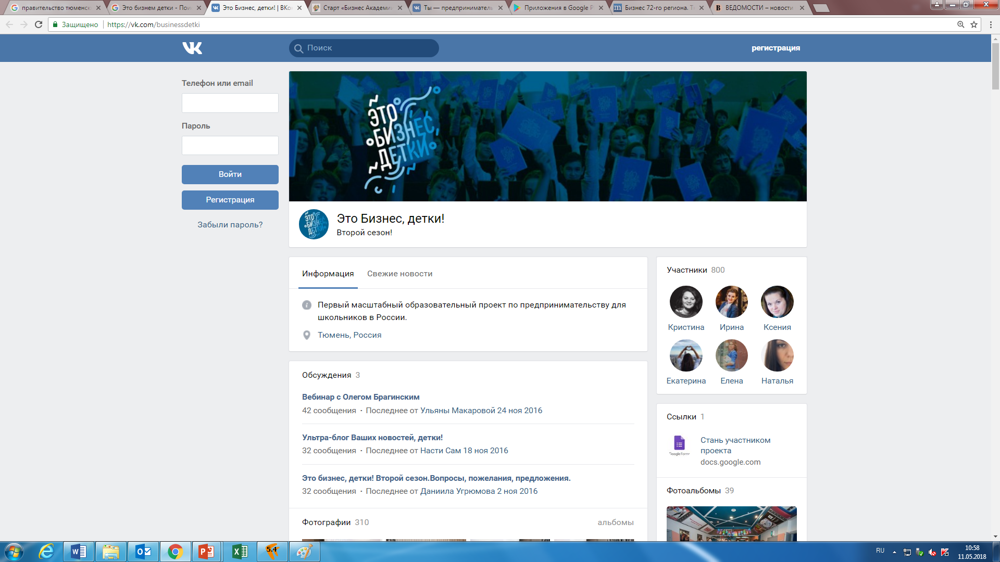 правительство тюменск
Это бизнем детки - Пои
Это Бизнес, детки! | ВКо
Старт «Бизнес Академи
Ты — предприниматель
Приложения в Google P
Бизнес 72-го региона. Т
ВЕДОМОСТИ – новости
Защищено
https://vk.com/businessdetki
Поиск
регистрация
Телефон или email
Пароль
Войти
Регистрация
Забыли пароль?
ЭТО
БИЗНЕС,
ДЕТКИ
Это Бизнес, детки!
Второй сезон!
Информация
Свежие новости
Первый масштабный образовательный проект по предпринимательству для
школьников в России.
Тюмень, Россия
Обсуждения 3
Вебинар с Олегом Брагинским
42 сообщения · Последнее от Ульяны Макаровой 24 ноя 2016
Ультра-блог Ваших новостей, детки!
32 сообщения · Последнее от Насти Сам 18 ноя 2016
Это бизнес, детки! Второй сезон.Вопросы, пожелания, предложения.
32 сообщения · Последнее от Даниила Угрюмова 2 ноя 2016
Фотографии 310
альбомы
Участники 800
Кристина Ирина Ксения
Екатерина Елена Наталья
Ссылки 1
Google Forms
Стань участником
проекта
docs.google.com
Фотоальбомы 39
5.4
RU
10:58
11.05.2018